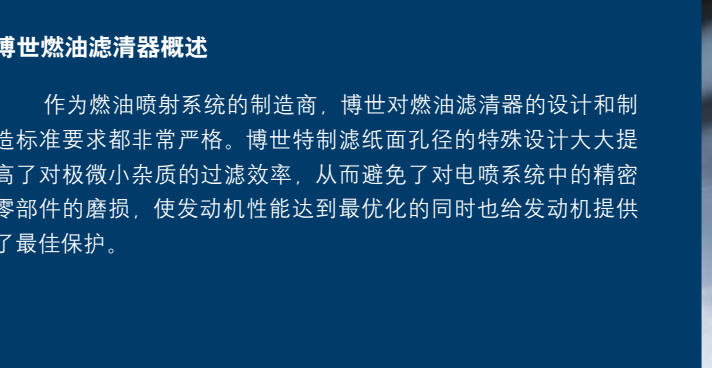 博世燃油滤清器概述
作为燃油喷射系统的制造商，博世对燃油滤清器的设计和制
造标准要求都非常严格。博世特制滤纸面孔径的特殊设计大大提
高了对极微小杂质的过滤效率，从而避免了对电喷系统中的精密
零部件的磨损，使发动机性能达到最优化的同时也给发动机提供
了最佳保护。